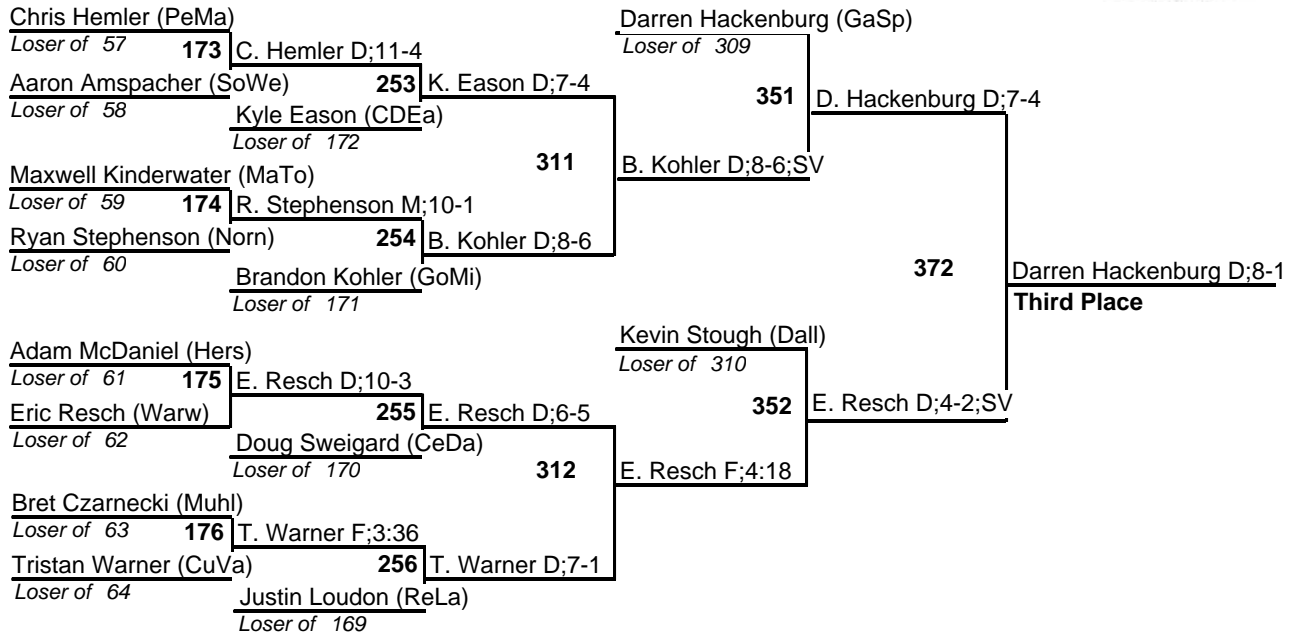 Chris Hemler (PeMa)
Loser of 57
173
C. Hemler D;11-4
Aaron Amspacher (SoWe)
Loser of 58
253
K. Eason D;7-4
Kyle Eason (CDEa)
Loser of 172
311
Maxwell Kinderwater (MaTo)
Loser of 59
174
R. Stephenson M;10-1
Ryan Stephenson (Norn)
Loser of 60
254
B. Kohler D;8-6
Brandon Kohler (GoMi)
Loser of 171
Darren Hackenburg (GaSp)
Loser of 309
351
D. Hackenburg D;7-4
B. Kohler D;8-6;SV
372
Darren Hackenburg D;8-1
Third Place
Adam McDaniel (Hers)
Loser of 61
175
E. Resch D;10-3
Eric Resch (Warw)
Loser of 62
255
E. Resch D;6-5
Doug Sweigard (CeDa)
Loser of 170
312
Bret Czarnecki (Muhl)
Loser of 63
176
T. Warner F;3:36
Tristan Warner (CuVa)
Loser of 64
256
T. Warner D;7-1
Justin Loudon (ReLa)
Loser of 169
Kevin Stough (Dall)
Loser of 310
352
E. Resch D;4-2;SV
E. Resch F;4:18